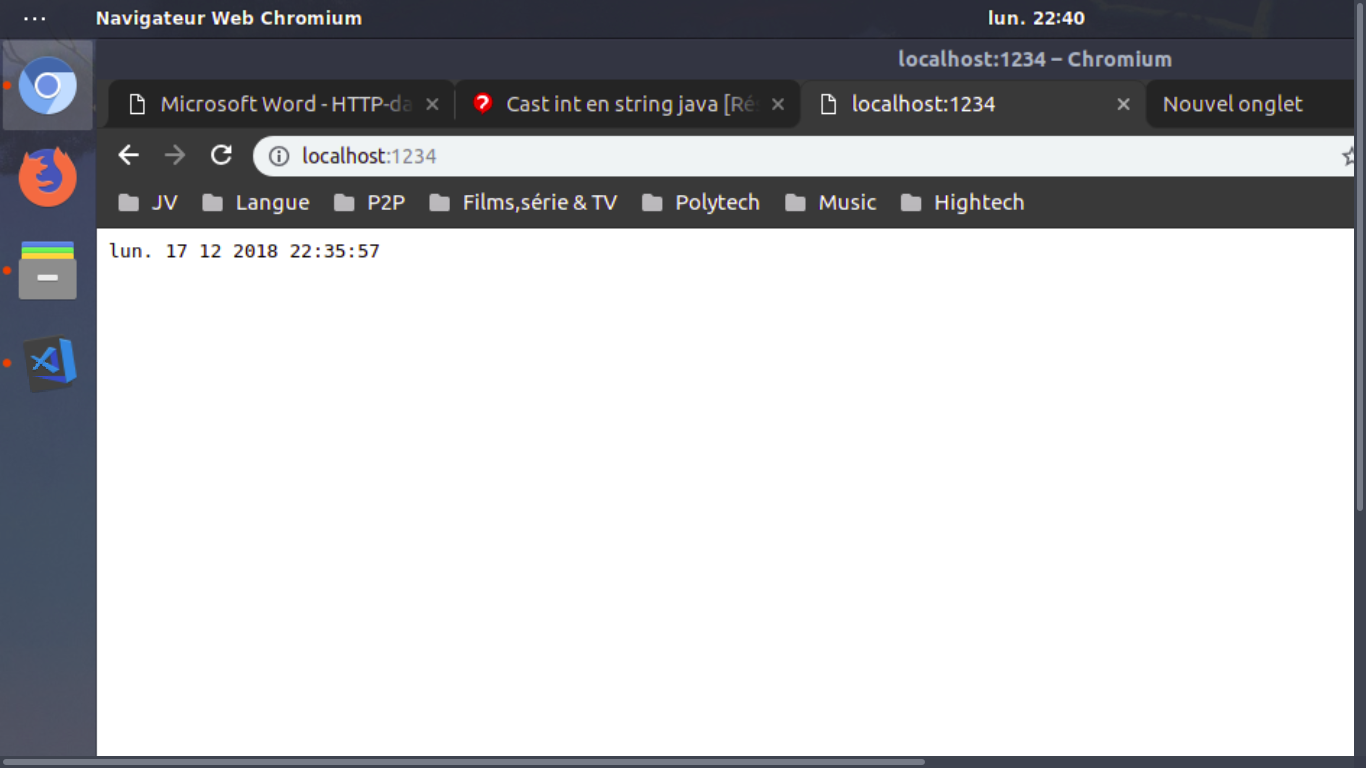 Navigateur Web Chromium lun. 22:40
localhost:1234 – Chromium
Microsoft Word - HTTP-da Cast int en string java [Ré localhost:1234 Nouvel onglet
localhost:1234
JV Langue P2P Films,série & TV Polytech Music Hightech
lun. 17 12 2018 22:35:57